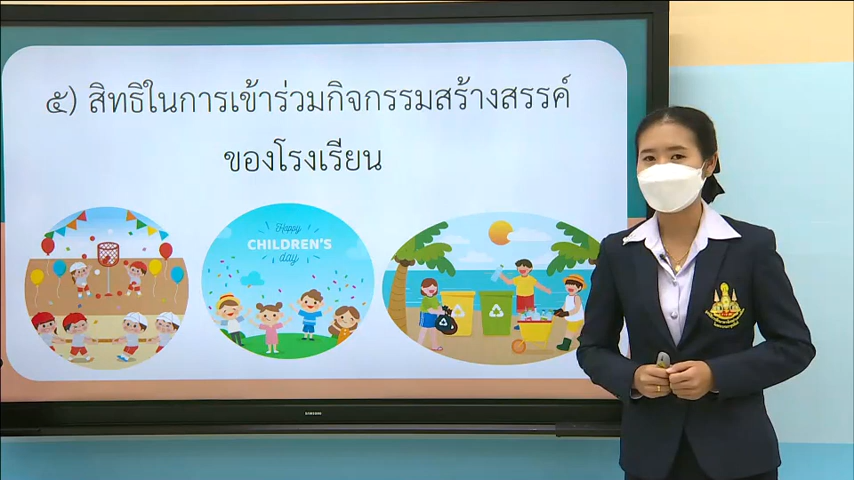 ๕) สิทธิในการเข้าร่วมกิจกรรมสร้างสรรค์
ของโรงเรียน
Happy
CHILDREN'S
day
SAMSUNG